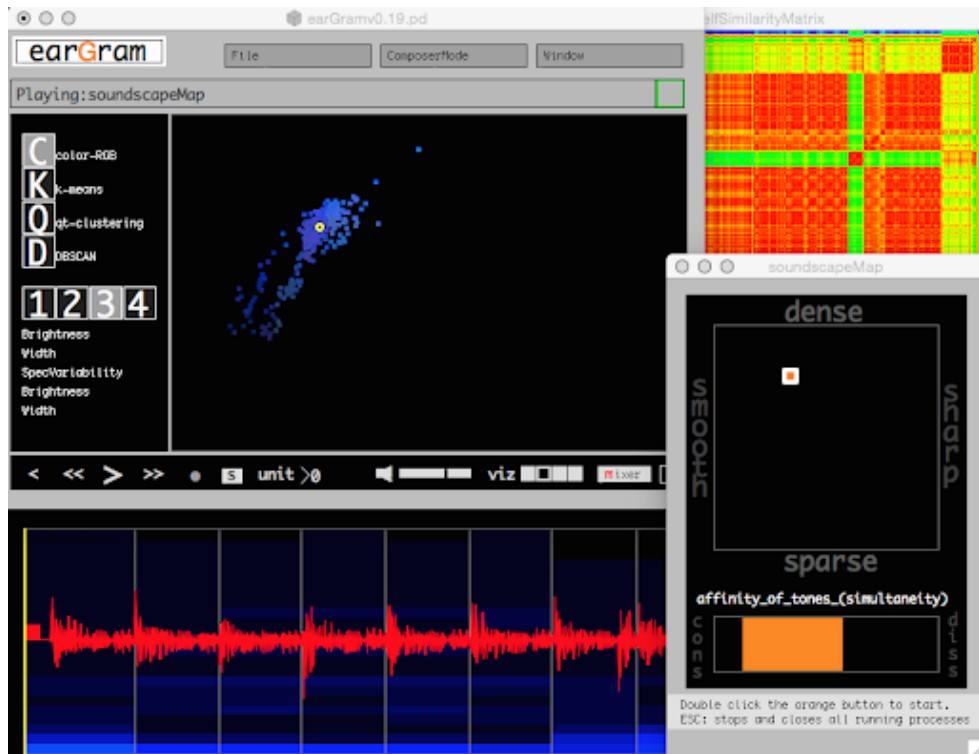 earGramv0.19.pd
elfSimilarityMatrix
earGram
File
ComposerMode
Window
Playing:soundscapeMap
C color-RGB
K k-means
Q qt-clustering
D DBSCAN
1 2 3 4
Brightness
Width
SpecVariability
Brightness
Width
< << > >> s unit >0 viz mixer
soundscapeMap
dense
smooth
sharp
sparse
affinity_of_tones_(simultaneity)
cons
diss
Double click the orange button to start.
ESC: stops and closes all running processes